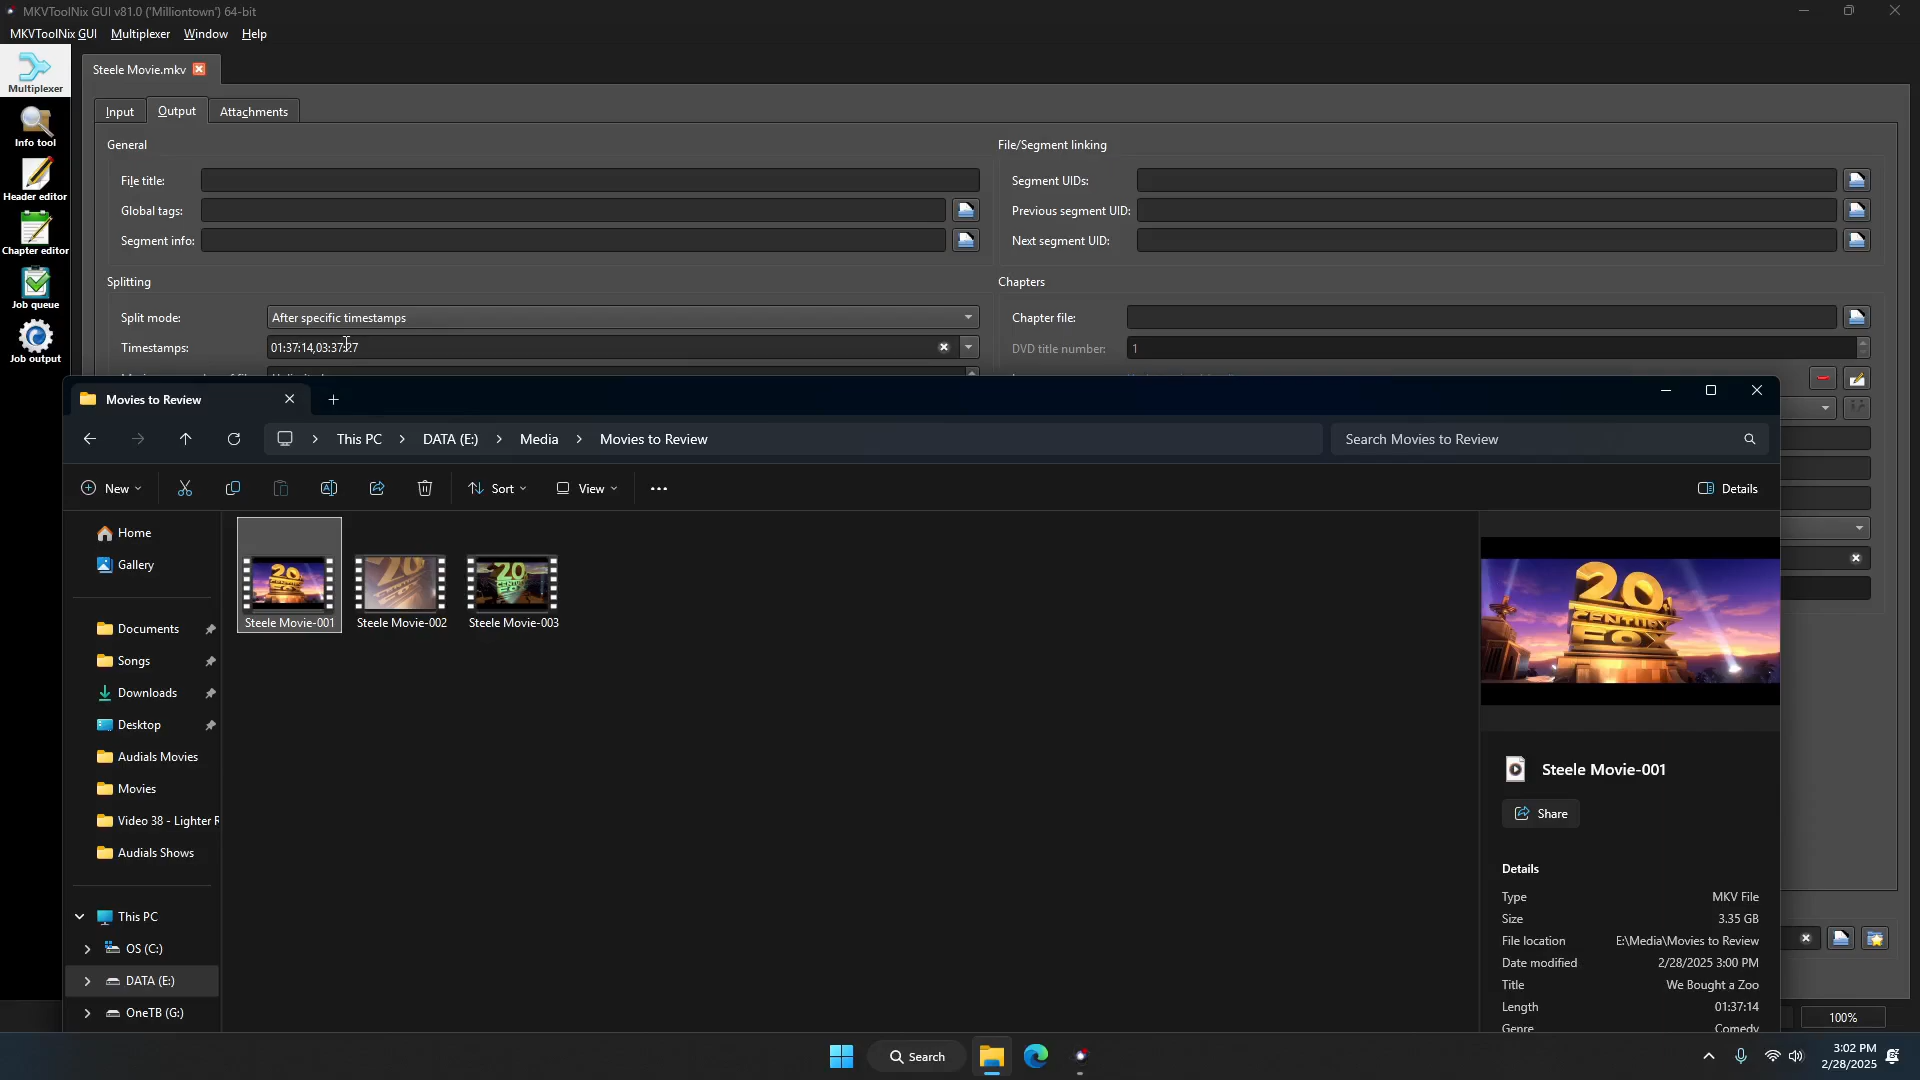 MKVToolNix GUI v81.0 ('Milliontown') 64-bit
MKVToolNix GUI Multiplexer Window Help
Multiplexer
Info tool
Header editor
Chapter editor
Job queue
Job output
Steele Movie.mkv
Input Output Attachments
General
File title:
Global tags:
Segment info:
File/Segment linking
Segment UIDs:
Previous segment UID:
Next segment UID:
Splitting
Split mode: After specific timestamps
Timestamps: 01:37:14,03:37:27
Chapters
Chapter file:
DVD title number: 1
Movies to Review
This PC > DATA (E:) > Media > Movies to Review
Search Movies to Review
New Sort View Details
Home
Gallery
Documents
Songs
Downloads
Desktop
Audials Movies
Movies
Video 38 - Lighter
Audials Shows
This PC
OS (C:)
DATA (E:)
OneTB (G:)
20
CENTURY
FOX
Steele Movie-001
Steele Movie-002
Steele Movie-003
20
CENTURY
FOX
Steele Movie-001
Share
Details
Type MKV File
Size 3.35 GB
File location E:\Media\Movies to Review
Date modified 2/28/2025 3:00 PM
Title We Bought a Zoo
Length 01:37:14
Genre Comedy
100%
Search
3:02 PM
2/28/2025